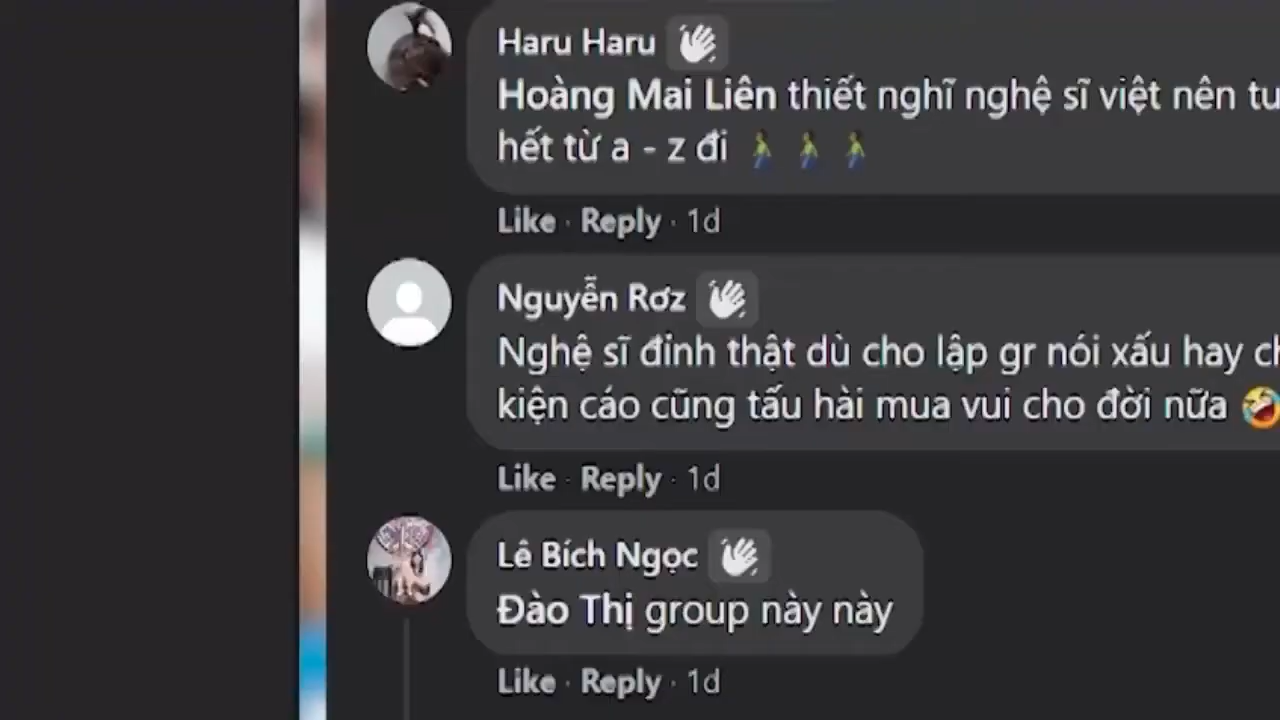 Haru Haru
Hoàng Mai Liên thiết nghĩ nghệ sĩ việt nên
hết từ a - z đi
Like · Reply · 1d
Nguyễn Rơz
Nghệ sĩ đỉnh thật dù cho lập gr nói xấu hay
kiện cáo cũng tấu hài mua vui cho đời nữa 🤣
Like · Reply · 1d
Lê Bích Ngọc
Đào Thị group này này
Like · Reply · 1d